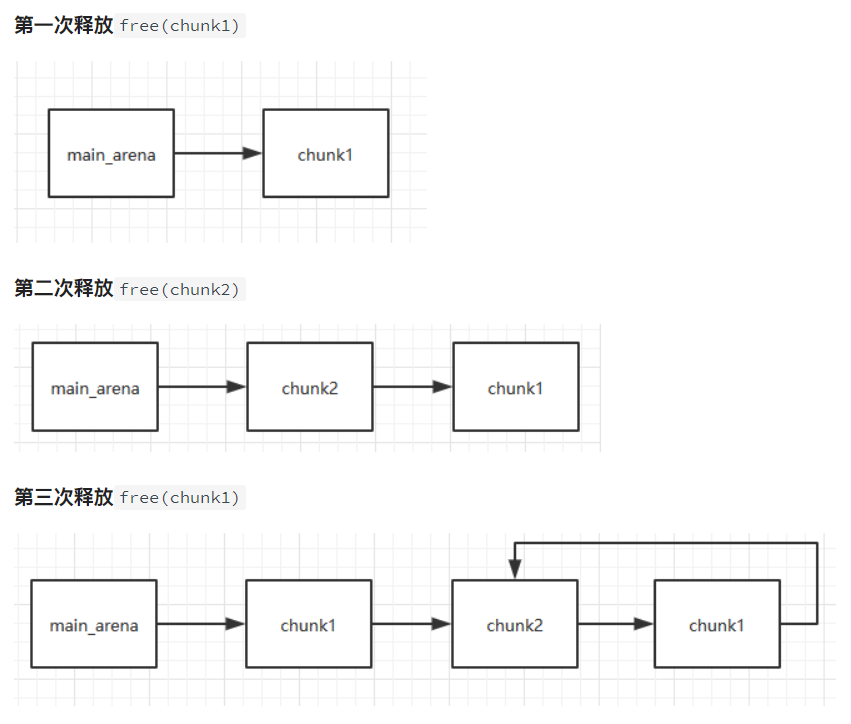 第一次释放 free(chunk1)
main_arena chunk1
第二次释放 free(chunk2)
main_arena chunk2 chunk1
第三次释放 free(chunk1)
main_arena chunk1 chunk2 chunk1